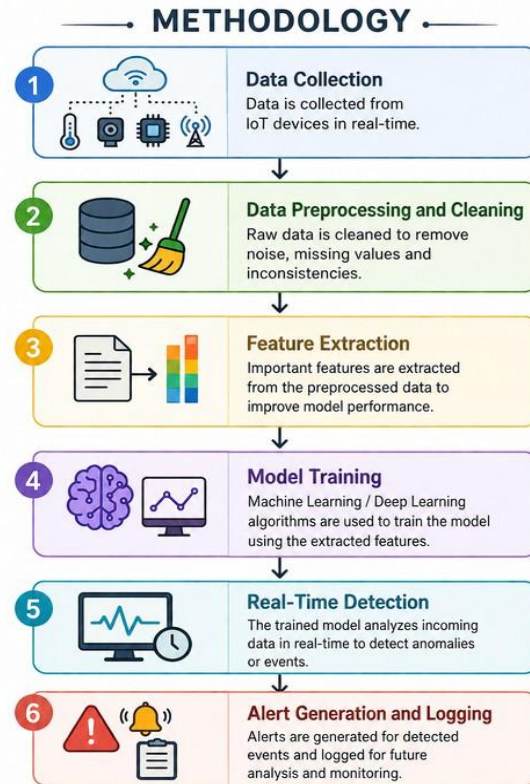 METHODOLOGY
1
Data Collection
Data is collected from
IoT devices in real-time.
2
Data Preprocessing and Cleaning
Raw data is cleaned to remove
noise, missing values and
inconsistencies.
3
Feature Extraction
Important features are extracted
from the preprocessed data to
improve model performance.
4
Model Training
Machine Learning / Deep Learning
algorithms are used to train the model
using the extracted features.
5
Real-Time Detection
The trained model analyzes incoming
data in real-time to detect anomalies
or events.
6
Alert Generation and Logging
Alerts are generated for detected
events and logged for future
analysis and monitoring.